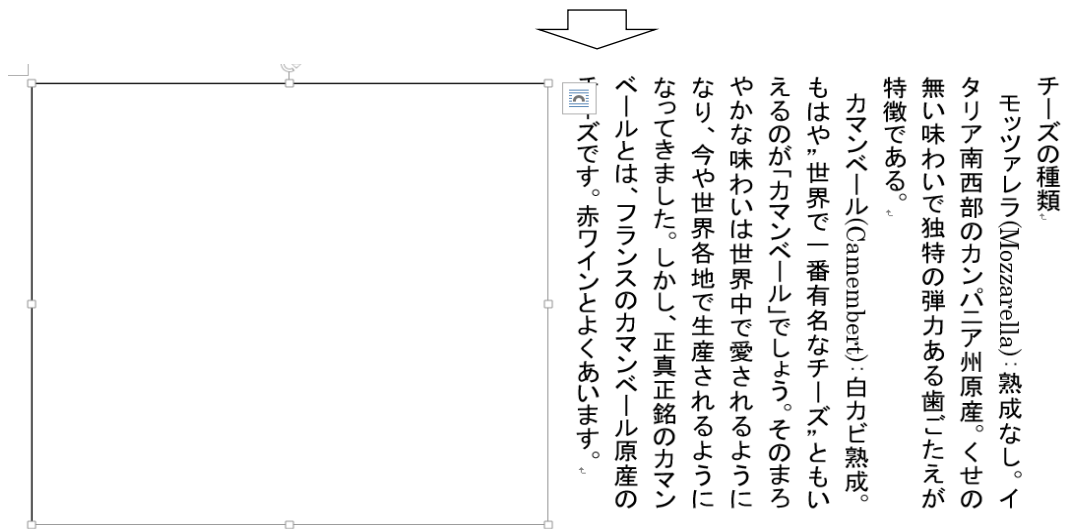 チーズの種類
モッツァレラ(Mozzarella):熟成なし。イ
タリア南西部のカンパニア州原産。くせの
無い味わいで独特の弾力ある歯ごたえが
特徴である。
カマンベール(Camembert):白カビ熟成。
もはや”世界で一番有名なチーズ”ともい
えるのが「カマンベール」でしょう。そのまろ
やかな味わいは世界中で愛されるように
なり、今や世界各地で生産されるように
なってきました。しかし、正真正銘のカマン
ベールとは、フランスのカマンベール原産の
チーズです。赤ワインとよくあいます。